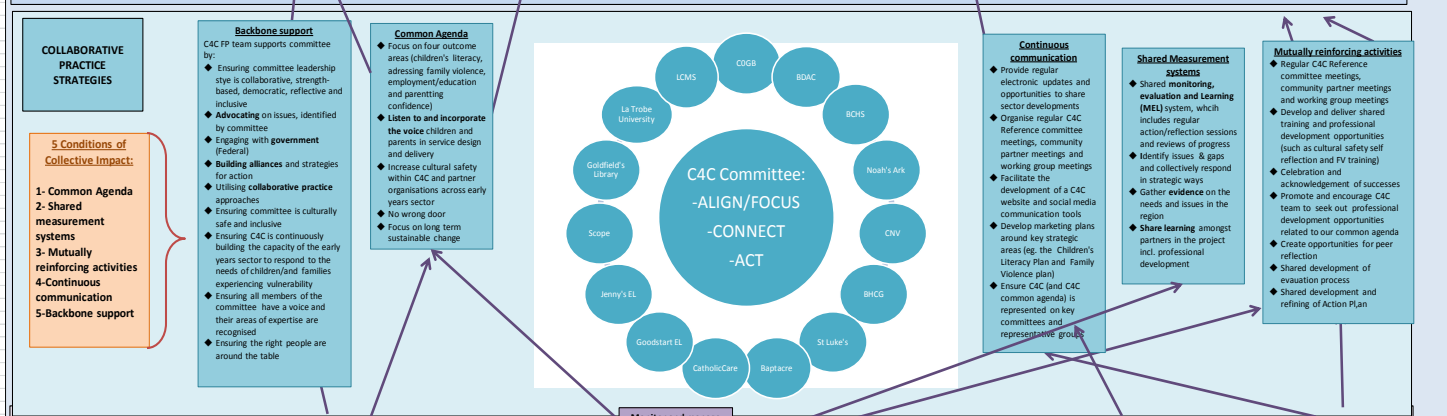 COLLABORATIVE
PRACTICE
STRATEGIES
5 Conditions of
Collective Impact:
1- Common Agenda
2- Shared
measurement
systems
3- Mutually
reinforcing activities
4-Continuous
communication
5-Backbone support
Backbone support
C4C FP team supports committee
by:
◆ Ensuring committee leadership
stye is collaborative, strength-
based, democratic, reflective and
inclusive
◆ Advocating on issues, identified
by committee
◆ Engaging with government
(Federal)
◆ Building alliances and strategies
for action
◆ Utilising collaborative practice
approaches
◆ Ensuring committee is culturally
safe and inclusive
◆ Ensuring C4C is continuously
building the capacity of the early
years sector to respond to the
needs of children/and families
experiencing vulnerability
◆ Ensuring all members of the
committee have a voice and
their areas of expertise are
recognised
◆ Ensuring the right people are
around the table
Common Agenda
◆ Focus on four outcome
areas (children's literacy,
adressing family violence,
employment/education
and parentting
confidence)
◆ Listen to and incorporate
the voice children and
parents in service design
and delivery
◆ Increase cultural safety
within C4C and partner
organisations across early
years sector
◆ No wrong door
◆ Focus on long term
sustainable change
C4C Committee:
-ALIGN/FOCUS
-CONNECT
-ACT
C0GB
BDAC
BCHS
Noah's Ark
CNV
BHCG
St Luke's
Baptacre
CatholicCare
Goodstart EL
Jenny's EL
Scope
Goldfield's
Library
La Trobe
University
LCMS
Continuous
communication
◆ Provide regular
electronic updates and
opportunities to share
sector developments
◆ Organise regular C4C
Reference committee
meetings, community
partner meetings and
working group meetings
◆ Facilitate the
development of a C4C
website and social media
communication tools
◆ Develop marketing plans
around key strategic
areas (eg. the Children's
Literacy Plan and Family
Violence plan)
◆ Ensure C4C (and C4C
common agenda) is
represented on key
committees and
representative groups
Shared Measurement
systems
◆ Shared monitoring,
evaluation and Learning
(MEL) system, whcih
includes regular
action/reflection sessions
and reviews of progress
◆ Identify issues & gaps
and collectively respond
in strategic ways
◆ Gather evidence on the
needs and issues in the
region
◆ Share learning amongst
partners in the project
incl. professional
development
Mutually reinforcing activities
◆ Regular C4C Reference
committee meetings,
community partner meetings
and working group meetings
◆ Develop and deliver shared
training and professional
development opportunities
(such as cultural safety self
reflection and FV training)
◆ Celebration and
acknowledgement of successes
◆ Promote and encourage C4C
team to seek out professional
development opportunities
related to our common agenda
◆ Create opportunities for peer
reflection
◆ Shared development of
evauation process
◆ Shared development and
refining of Action Pl,an